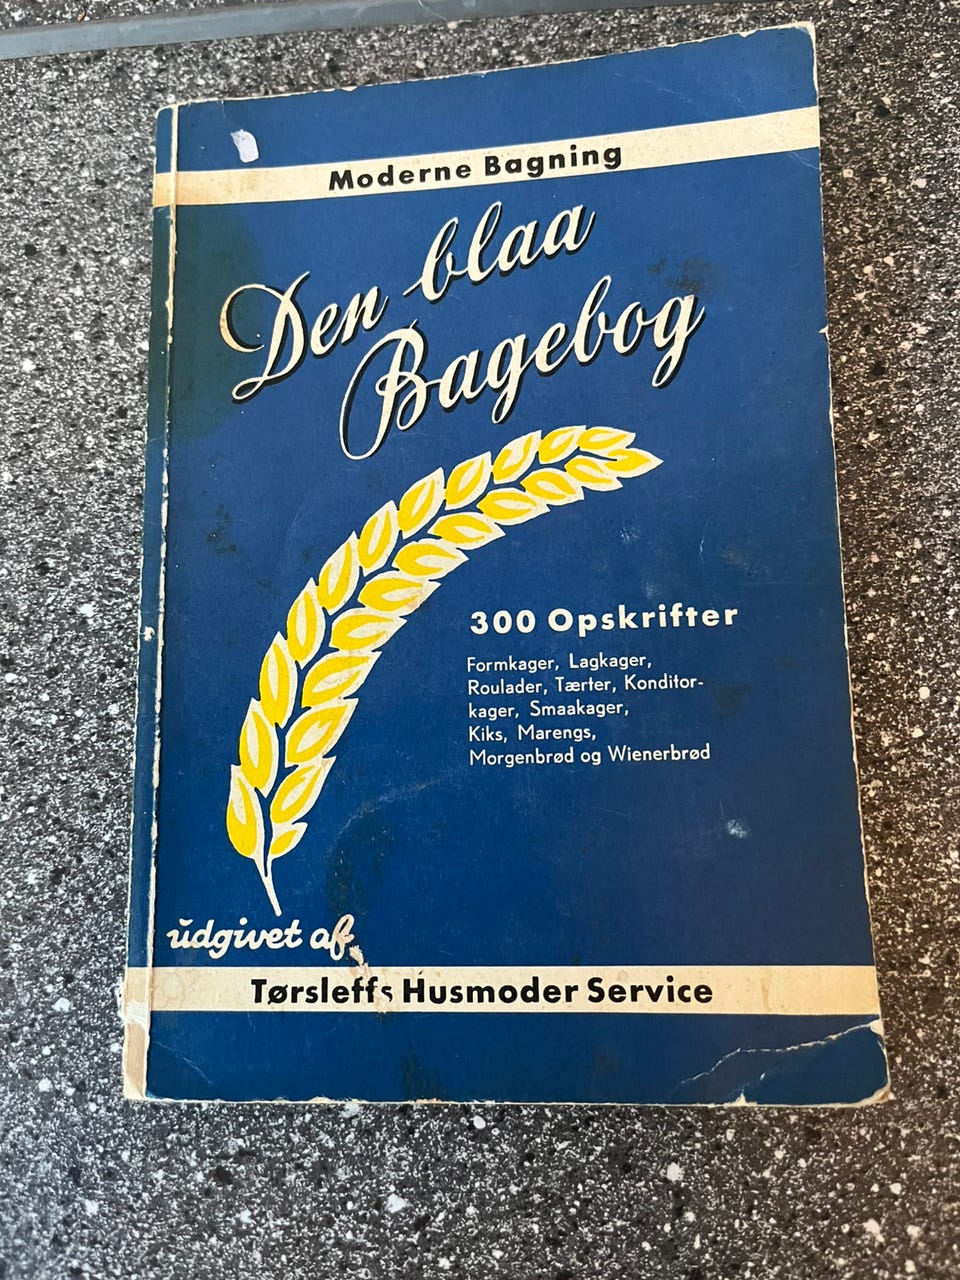 Moderne Bagning
Den blaa
Bagebog
300 Opskrifter
Formkager, Lagkager,
Roulader, Tærter, Konditor-
kager, Smaakager,
Kiks, Marengs,
Morgenbrød og Wienerbrød
udgivet af
Tørsleffs Husmoder Service